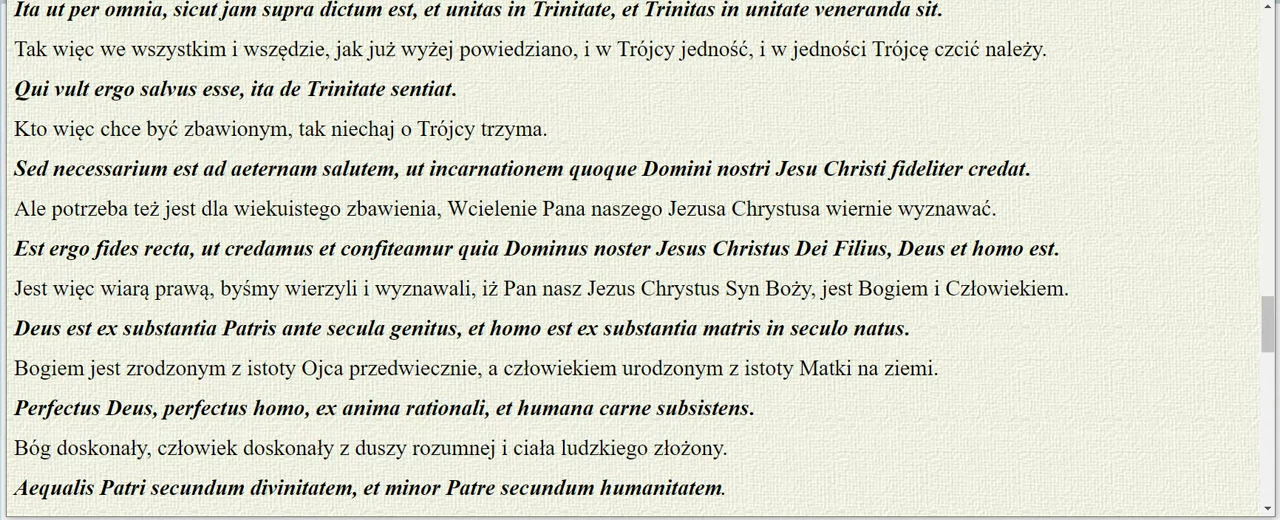 Ita ut per omnia, sicut jam supra dictum est, et unitas in Trinitate, et Trinitas in unitate veneranda sit.
Tak więc we wszystkim i wszędzie, jak już wyżej powiedziano, i w Trójcy jedność, i w jedności Trójcę czcić należy.
Qui vult ergo salvus esse, ita de Trinitate sentiat.
Kto więc chce być zbawionym, tak niechaj o Trójcy trzyma.
Sed necessarium est ad aeternam salutem, ut incarnationem quoque Domini nostri Jesu Christi fideliter credat.
Ale potrzeba też jest dla wiekuistego zbawienia, Wcielenie Pana naszego Jezusa Chrystusa wiernie wyznawać.
Est ergo fides recta, ut credamus et confiteamur quia Dominus noster Jesus Christus Dei Filius, Deus et homo est.
Jest więc wiarą prawą, byśmy wierzyli i wyznawali, iż Pan nasz Jezus Chrystus Syn Boży, jest Bogiem i Człowiekiem.
Deus est ex substantia Patris ante secula genitus, et homo est ex substantia matris in seculo natus.
Bogiem jest zrodzonym z istoty Ojca przedwiecznie, a człowiekiem urodzonym z istoty Matki na ziemi.
Perfectus Deus, perfectus homo, ex anima rationali, et humana carne subsistens.
Bóg doskonały, człowiek doskonały z duszy rozumnej i ciała ludzkiego złożony.
Aequalis Patri secundum divinitatem, et minor Patre secundum humanitatem.